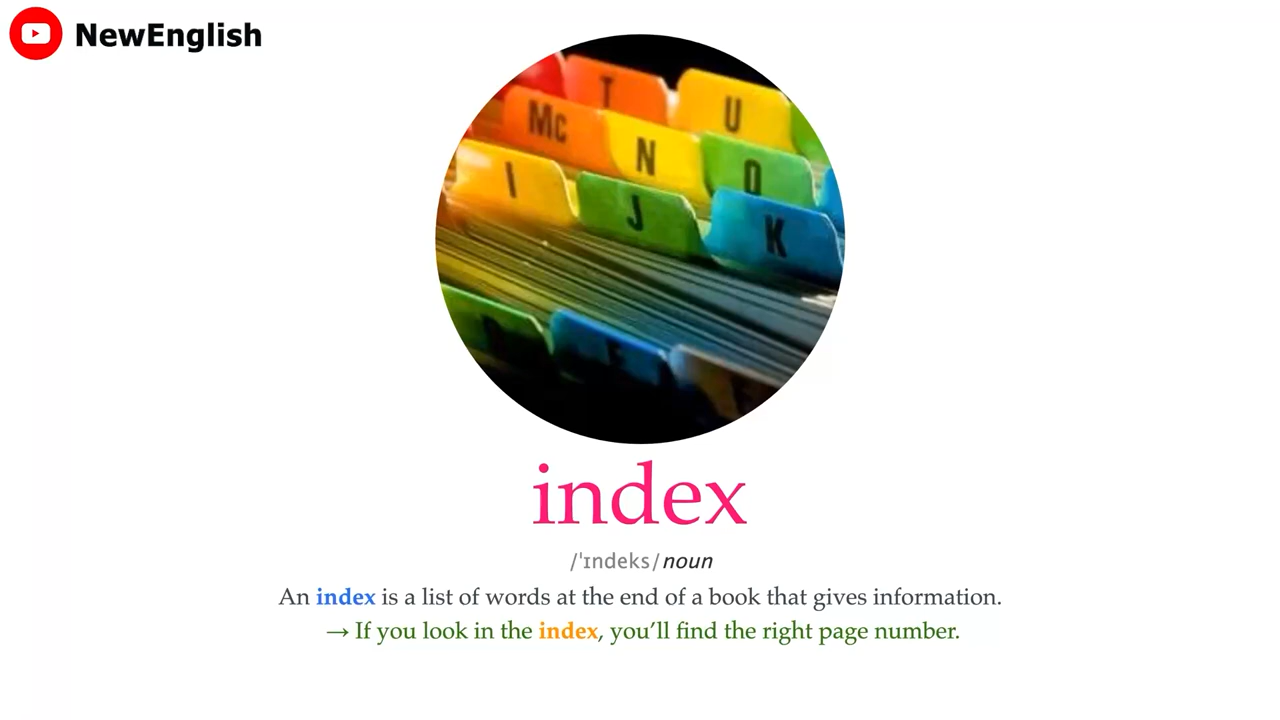 NewEnglish
T U
Mc N O
I J K
index
/ˈɪndeks/noun
An index is a list of words at the end of a book that gives information.
→ If you look in the index, you’ll find the right page number.